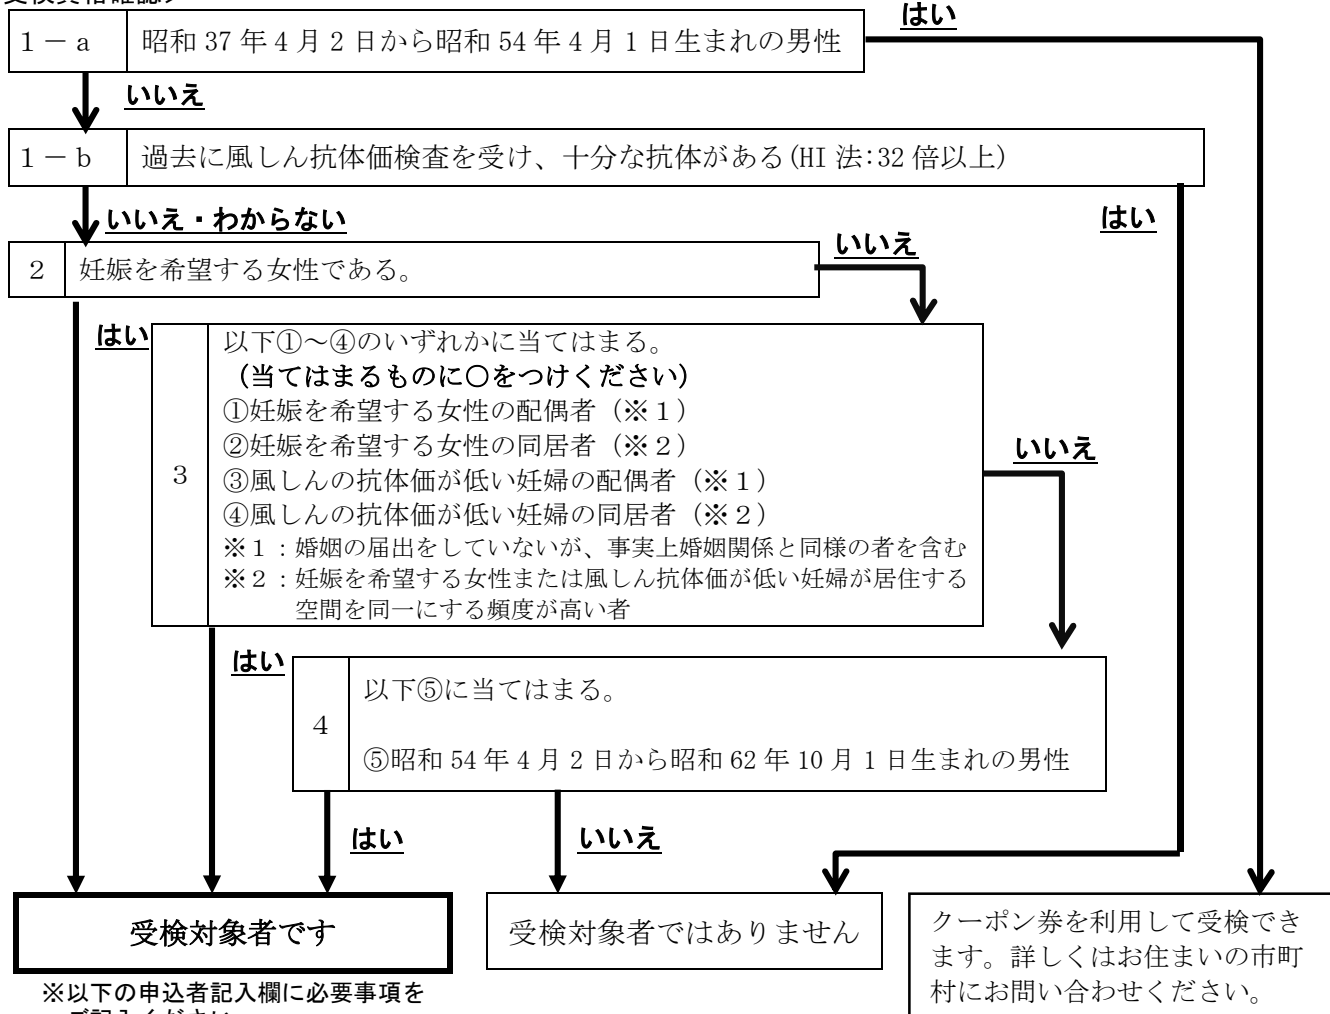 受検資格確認＞
1－a 昭和 37 年 4 月 2 日から昭和 54 年 4 月 1 日生まれの男性
はい
いいえ
1－b 過去に風しん抗体価検査を受け、十分な抗体がある(HI 法:32 倍以上)
いいえ・わからない
はい
2 妊娠を希望する女性である。
いいえ
はい
3
以下①～④のいずれかに当てはまる。
（当てはまるものに○をつけください）
①妊娠を希望する女性の配偶者（※１）
②妊娠を希望する女性の同居者（※２）
③風しんの抗体価が低い妊婦の配偶者（※１）
④風しんの抗体価が低い妊婦の同居者（※２）
※１：婚姻の届出をしていないが、事実上婚姻関係と同様の者を含む
※２：妊娠を希望する女性または風しん抗体価が低い妊婦が居住する
空間を同一にする頻度が高い者
いいえ
はい
4
以下⑤に当てはまる。
⑤昭和 54 年 4 月 2 日から昭和 62 年 10 月 1 日生まれの男性
はい
いいえ
受検対象者です
受検対象者ではありません
クーポン券を利用して受検でき
ます。詳しくはお住まいの市町
村にお問い合わせください。
※以下の申込者記入欄に必要事項を
ご記入ください